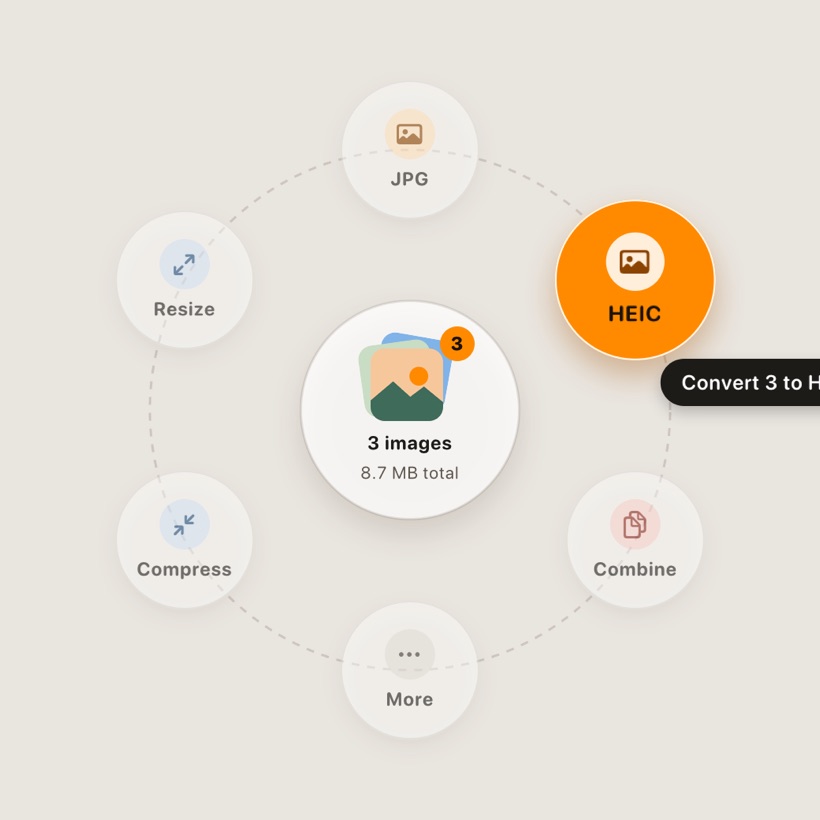 JPG
HEIC
Resize
3
3 images
8.7 MB total
Convert 3 to H
Compress
Combine
More